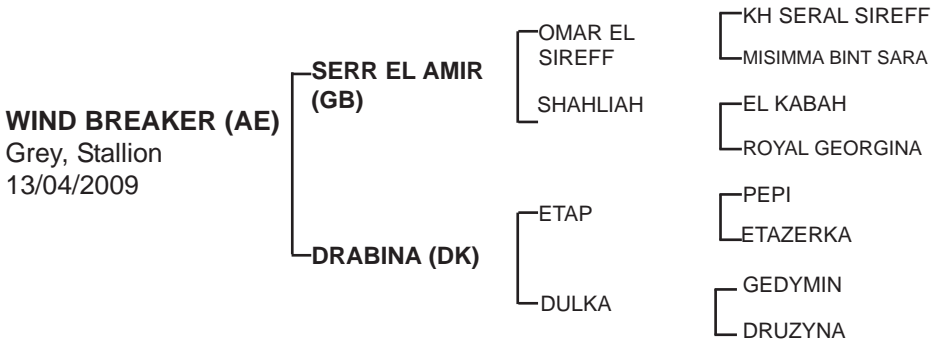 WIND BREAKER (AE)
Grey, Stallion
13/04/2009
SERR EL AMIR
(GB)
DRABINA (DK)
OMAR EL
SIREFF
SHAHLIAH
ETAP
DULKA
KH SERAL SIREFF
MISIMMA BINT SARA
EL KABAH
ROYAL GEORGINA
PEPI
ETAZERKA
GEDYMIN
DRUZYNA